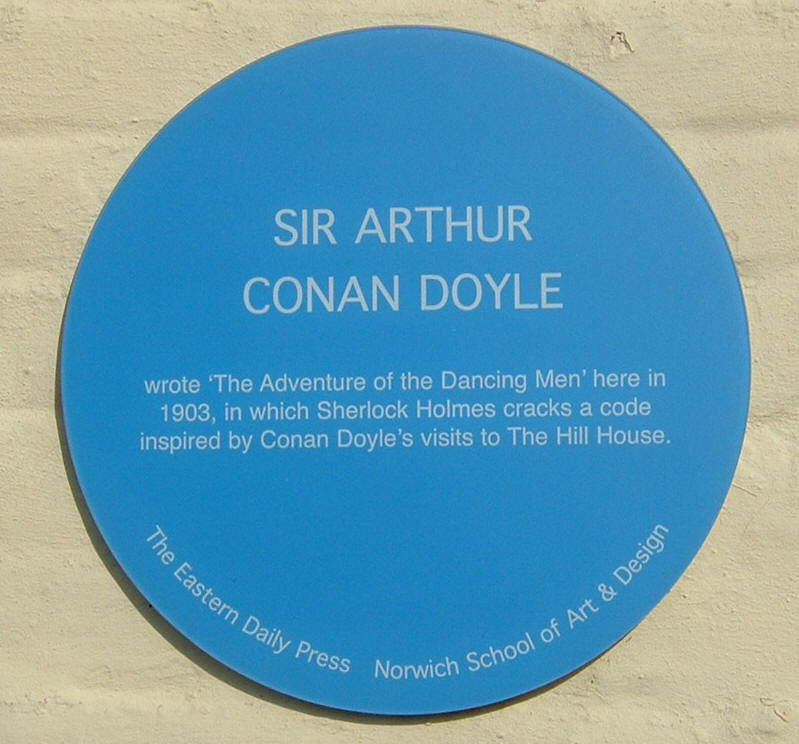 SIR ARTHUR
CONAN DOYLE
wrote ‘The Adventure of the Dancing Men’ here in
1903, in which Sherlock Holmes cracks a code
inspired by Conan Doyle’s visits to The Hill House.
The Eastern Daily Press Norwich School of Art & Design